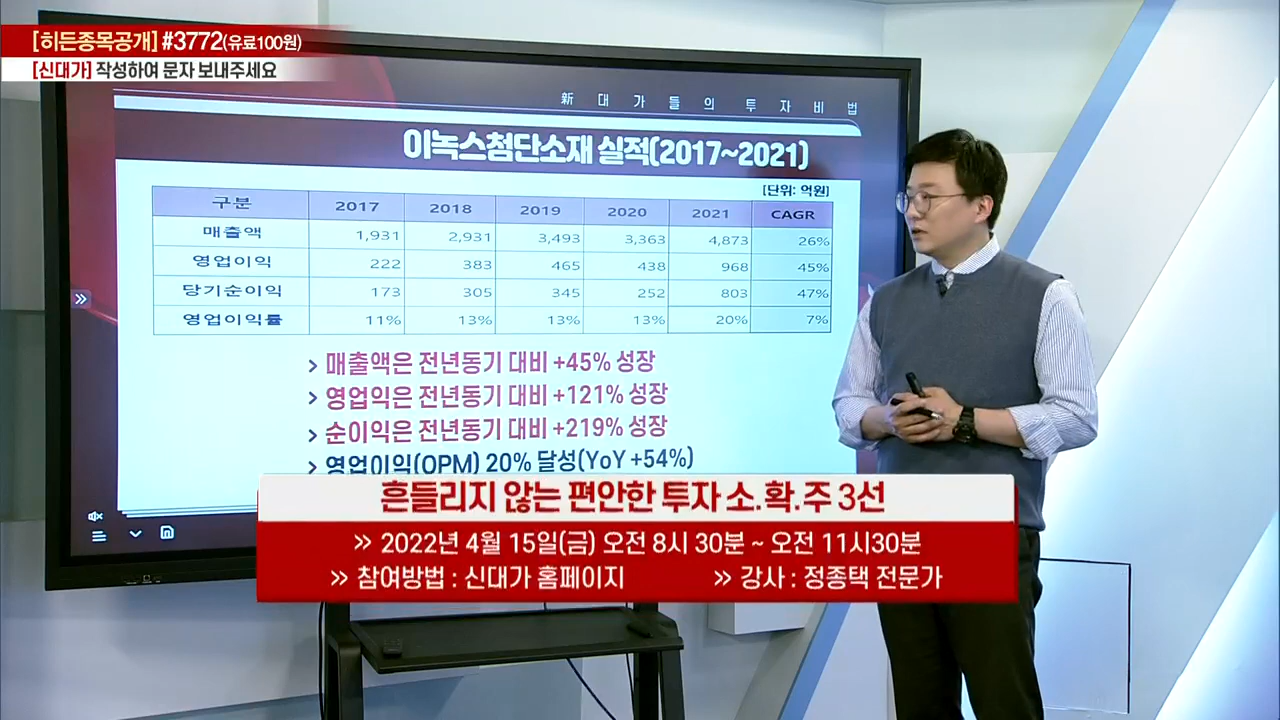 [히든종목공개] #3772(유료100원)
[신대가] 작성하여 문자 보내주세요
新 대 가 들 의 투 자 비 법
이녹스첨단소재 실적(2017~2021)
[단위: 억원]
구분 2017 2018 2019 2020 2021 CAGR
매출액 1,931 2,931 3,493 3,363 4,873 26%
영업이익 222 383 465 438 968 45%
당기순이익 173 305 345 252 803 47%
영업이익률 11% 13% 13% 13% 20% 7%
> 매출액은 전년동기 대비 +45% 성장
> 영업익은 전년동기 대비 +121% 성장
> 순이익은 전년동기 대비 +219% 성장
> 영업이익(OPM) 20% 달성(YoY +54%)
흔들리지 않는 편안한 투자 소.확.주 3선
» 2022년 4월 15일(금) 오전 8시 30분 ~ 오전 11시30분
» 참여방법 : 신대가 홈페이지 » 강사 : 정종택 전문가